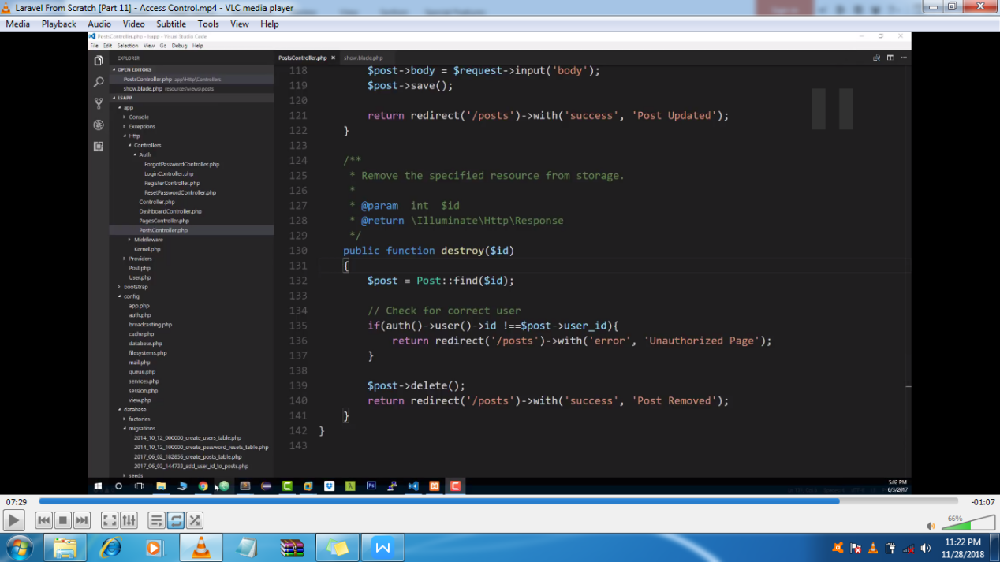 Laravel From Scratch [Part 11] - Access Control.mp4 - VLC media player
Media Playback Audio Video Subtitle Tools View Help
PostsController.php - lsapp - Visual Studio Code
File Edit Selection View Go Debug Help
EXPLORER
OPEN EDITORS
PostsController.php app\Http\Controllers
show.blade.php resources\views\posts
LSAPP
app
Console
Exceptions
Http
Controllers
Auth
ForgotPasswordController.php
LoginController.php
RegisterController.php
ResetPasswordController.php
Controller.php
DashboardController.php
PagesController.php
PostsController.php
Middleware
Kernel.php
Providers
Post.php
User.php
bootstrap
config
app.php
auth.php
broadcasting.php
cache.php
database.php
filesystems.php
mail.php
queue.php
services.php
session.php
view.php
database
factories
migrations
2014_10_12_000000_create_users_table.php
2014_10_12_100000_create_password_resets_table.php
2017_06_02_182856_create_posts_table.php
2017_06_03_144733_add_user_id_to_posts.php
seeds
PostsController.php show.blade.php
118 $post->body = $request->input('body');
119 $post->save();
120
121 return redirect('/posts')->with('success', 'Post Updated');
122 }
123
124 /**
125 * Remove the specified resource from storage.
126 *
127 * @param int $id
128 * @return \Illuminate\Http\Response
129 */
130 public function destroy($id)
131 {
132 $post = Post::find($id);
133
134 // Check for correct user
135 if(auth()->user()->id !==$post->user_id){
136 return redirect('/posts')->with('error', 'Unauthorized Page');
137 }
138
139 $post->delete();
140 return redirect('/posts')->with('success', 'Post Removed');
141 }
142 }
143
5:02 PM
6/3/2017
07:29 -01:07
66%
11:22 PM
11/28/2018